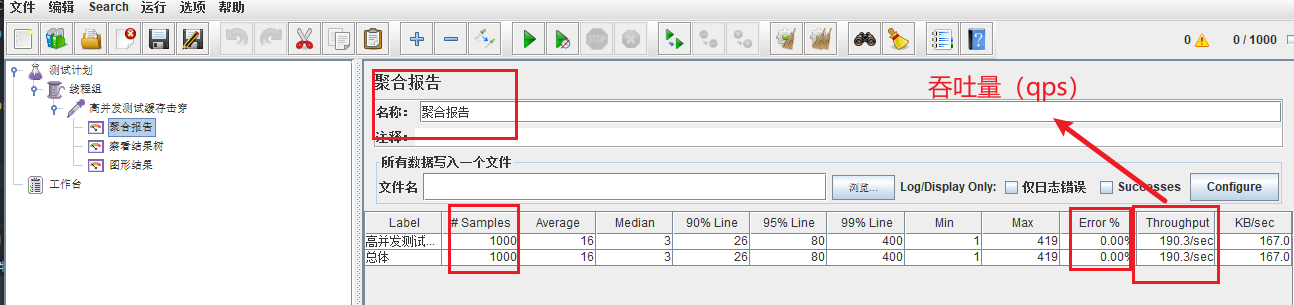 文件 编辑 Search 运行 选项 帮助
0 0 / 1000
测试计划
线程组
高并发测试缓存击穿
聚合报告
察看结果树
图形结果
工作台
聚合报告
吞吐量（qps）
名称： 聚合报告
注释：
所有数据写入一个文件
文件名 浏览... Log/Display Only: 仅日志错误 Successes Configure
Label # Samples Average Median 90% Line 95% Line 99% Line Min Max Error % Throughput KB/sec
高并发测试... 1000 16 3 26 80 400 1 419 0.00% 190.3/sec 167.0
总体 1000 16 3 26 80 400 1 419 0.00% 190.3/sec 167.0